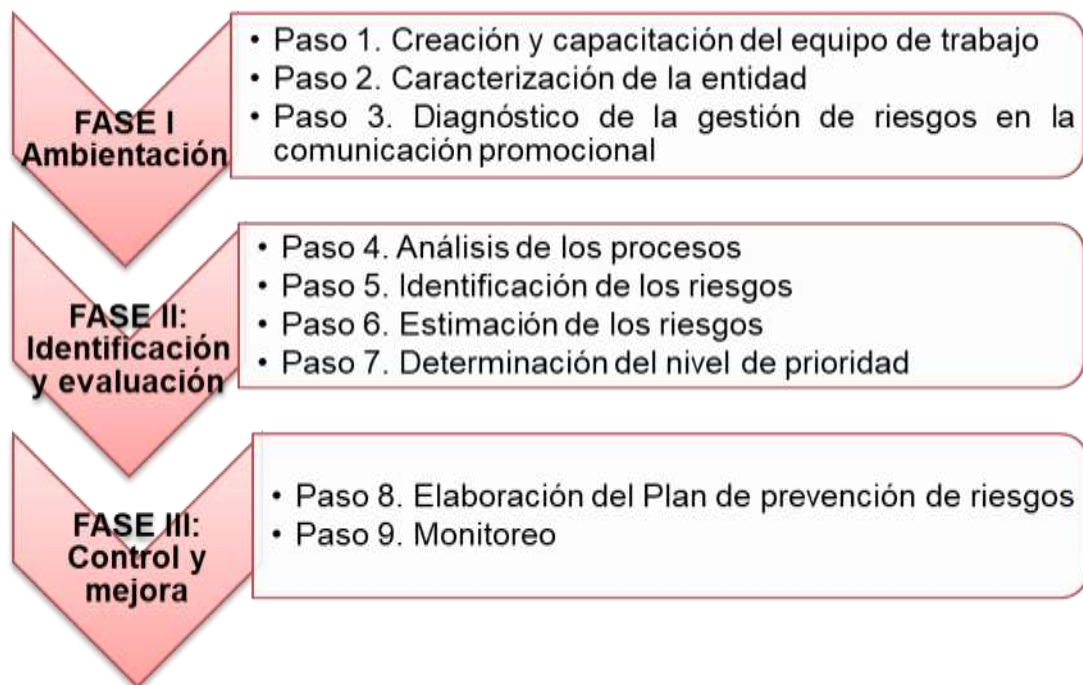 FASE I
Ambientación
• Paso 1. Creación y capacitación del equipo de trabajo
• Paso 2. Caracterización de la entidad
• Paso 3. Diagnóstico de la gestión de riesgos en la
comunicación promocional
FASE II:
Identificación
y evaluación
• Paso 4. Análisis de los procesos
• Paso 5. Identificación de los riesgos
• Paso 6. Estimación de los riesgos
• Paso 7. Determinación del nivel de prioridad
FASE III:
Control y
mejora
• Paso 8. Elaboración del Plan de prevención de riesgos
• Paso 9. Monitoreo